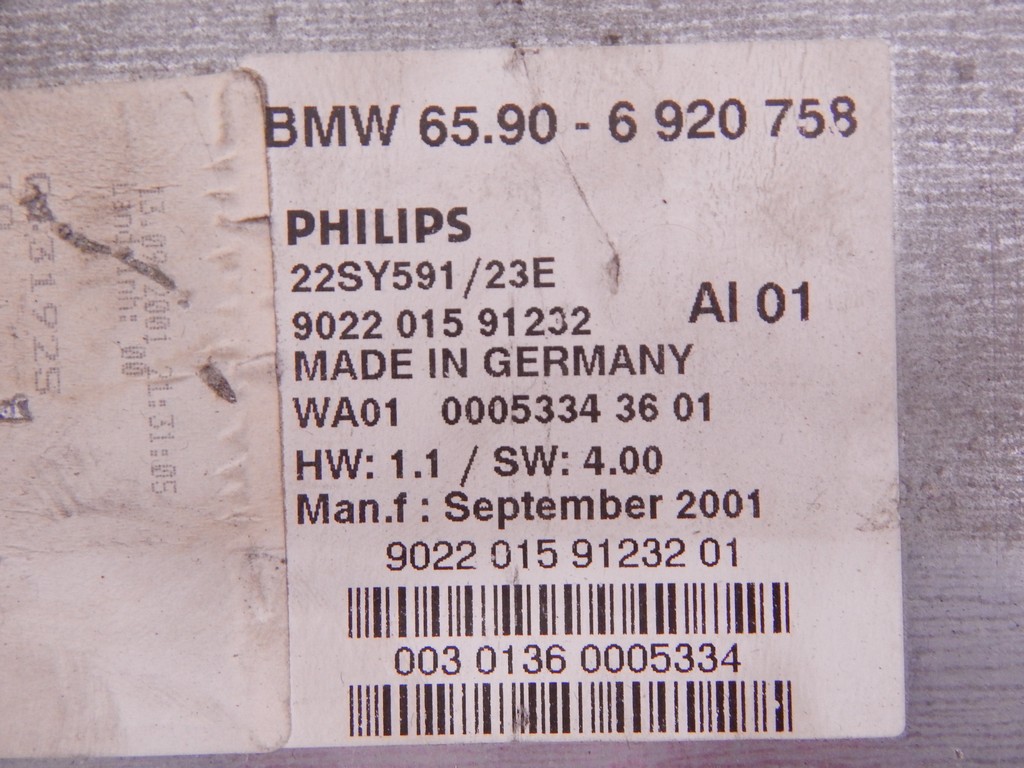 BMW 65.90 - 6 920 758
PHILIPS
22SY591/23E
AI 01
9022 015 91232
MADE IN GERMANY
WA01 0005334 36 01
HW: 1.1 / SW: 4.00
Man.f : September 2001
9022 015 91232 01
003 0136 0005334